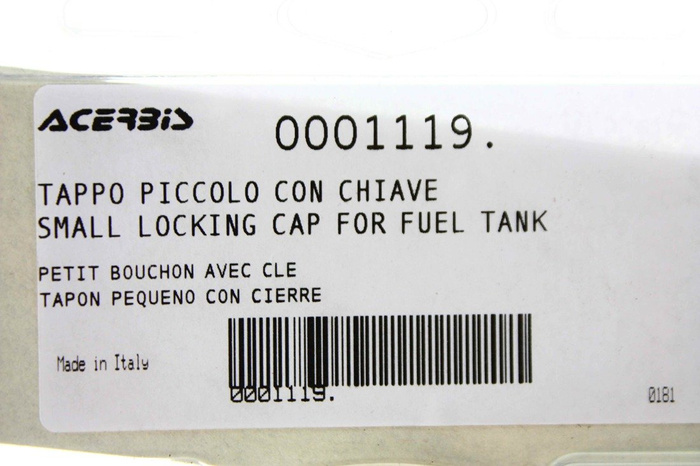 ACERBIS
0001119.
TAPPO PICCOLO CON CHIAVE
SMALL LOCKING CAP FOR FUEL TANK
PETIT BOUCHON AVEC CLE
TAPON PEQUENO CON CIERRE
Made in Italy
0001119.
0181